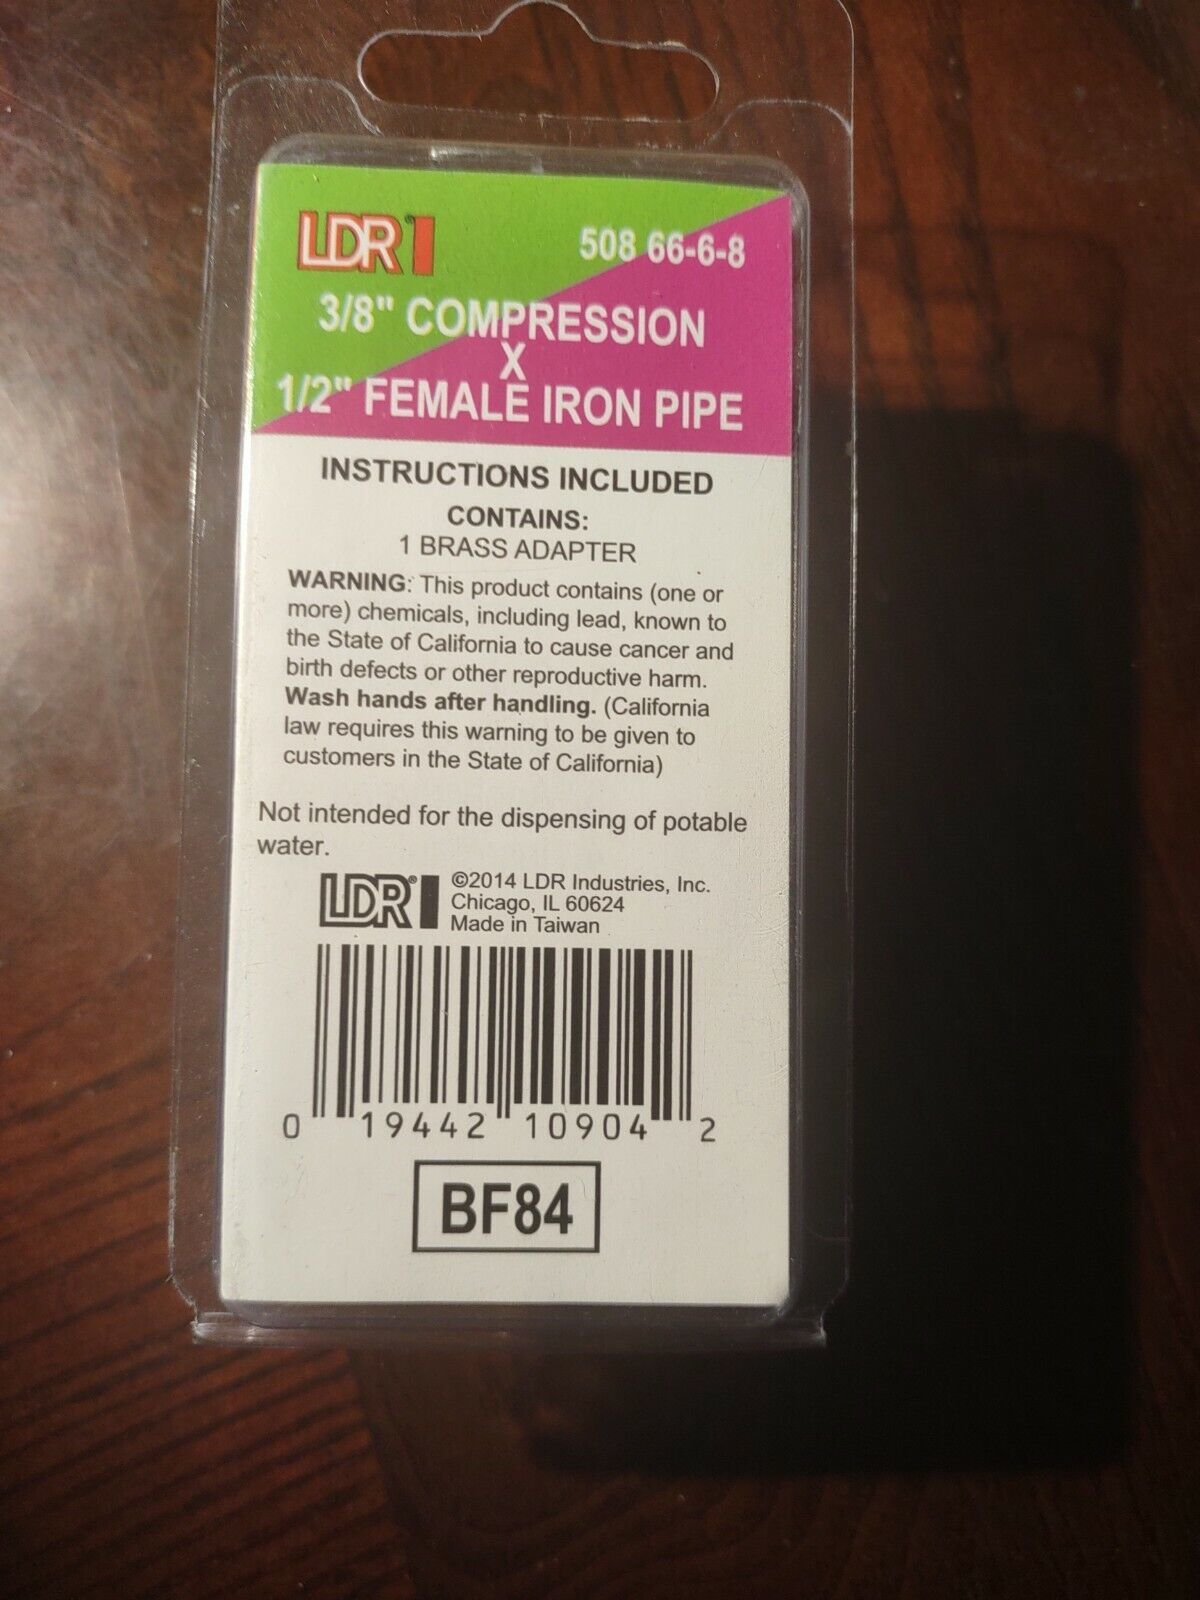 LDR®
508 66-6-8
3/8" COMPRESSION
X
1/2" FEMALE IRON PIPE
INSTRUCTIONS INCLUDED
CONTAINS:
1 BRASS ADAPTER
WARNING: This product contains (one or
more) chemicals, including lead, known to
the State of California to cause cancer and
birth defects or other reproductive harm.
Wash hands after handling. (California
law requires this warning to be given to
customers in the State of California)
Not intended for the dispensing of potable
water.
LDR®
©2014 LDR Industries, Inc.
Chicago, IL 60624
Made in Taiwan
0 19442 10904 2
BF84